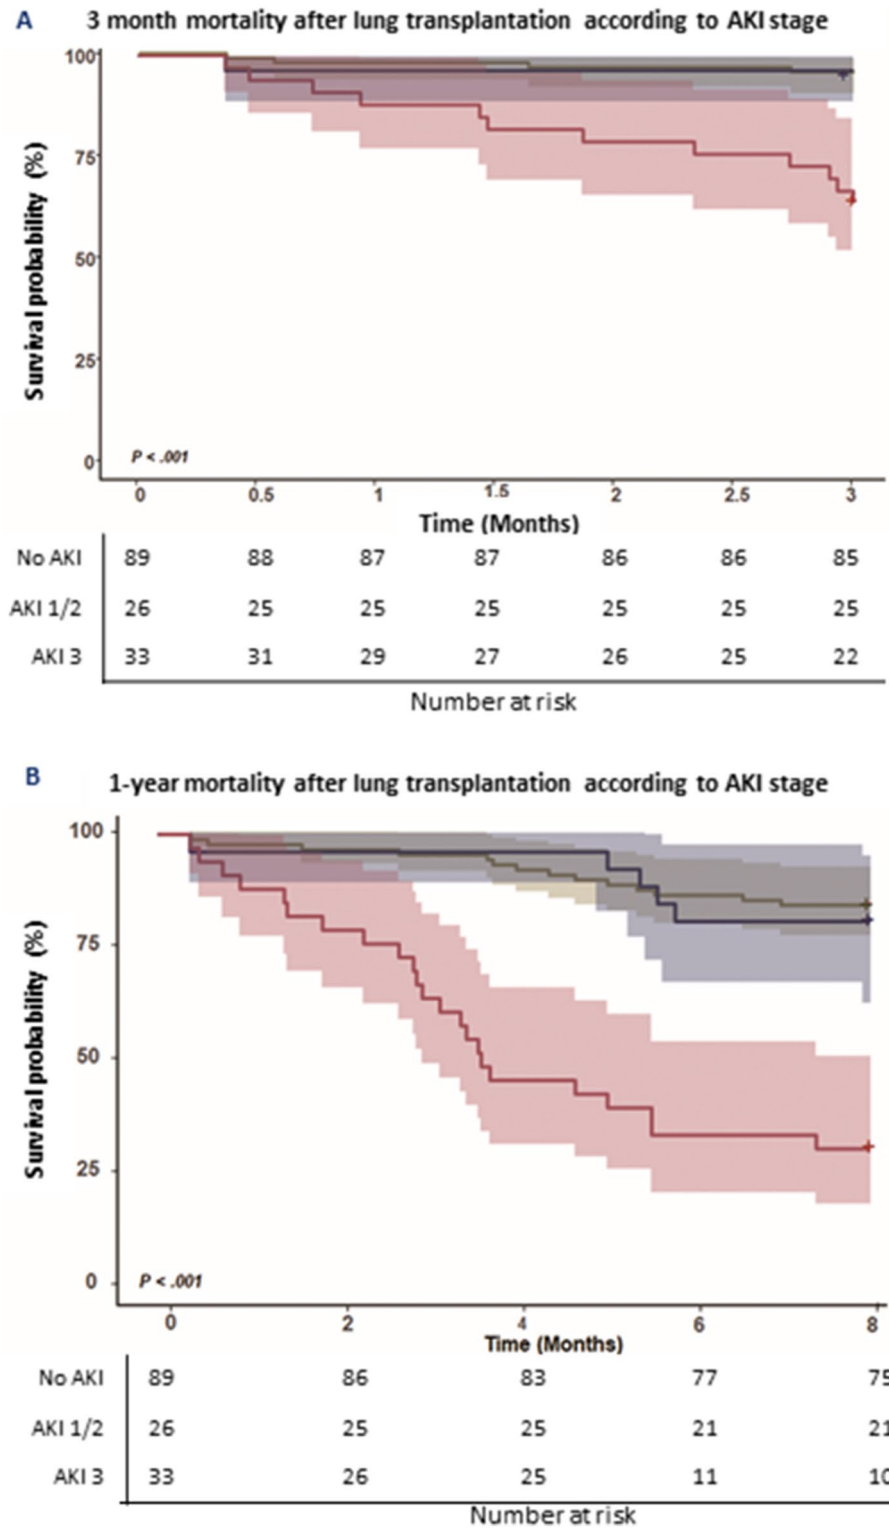 A 3 month mortality after lung transplantation according to AKI stage
Survival probability (%)
100
75
50
25
0
P < .001
0 0.5 1 1.5 2 2.5 3
Time (Months)
No AKI 89 88 87 87 86 86 85
AKI 1/2 26 25 25 25 25 25 25
AKI 3 33 31 29 27 26 25 22
Number at risk
B 1-year mortality after lung transplantation according to AKI stage
Survival probability (%)
100
75
50
25
0
P < .001
0 2 4 6 8
Time (Months)
No AKI 89 86 83 77 75
AKI 1/2 26 25 25 21 21
AKI 3 33 26 25 11 10
Number at risk